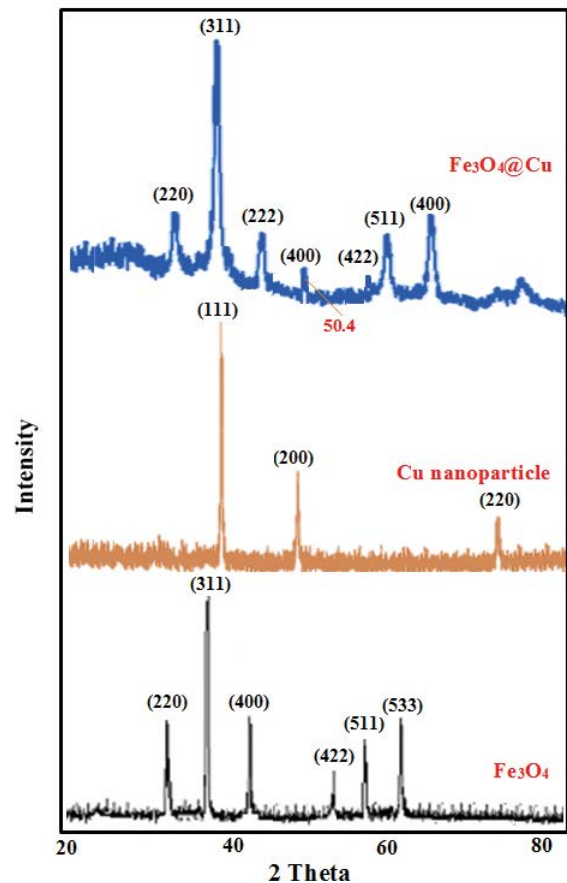 (311)
Fe₃O₄@Cu
(220)
(222)
(400)
(422)
(511)
(400)
50.4
(111)
(200)
Cu nanoparticle
(220)
(311)
(220)
(400)
(422)
(511)
(533)
Fe₃O₄
Intensity
20 40 60 80
2 Theta